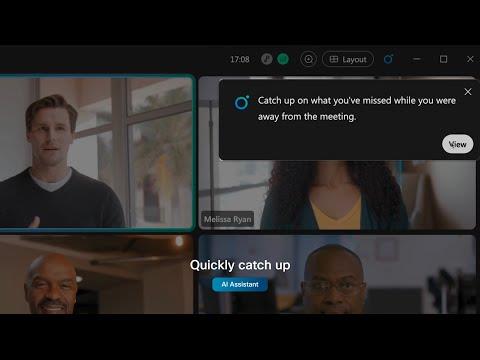 17:08
Layout
Catch up on what you've missed while you were
away from the meeting.
View
Melissa Ryan
Quickly catch up
AI Assistant